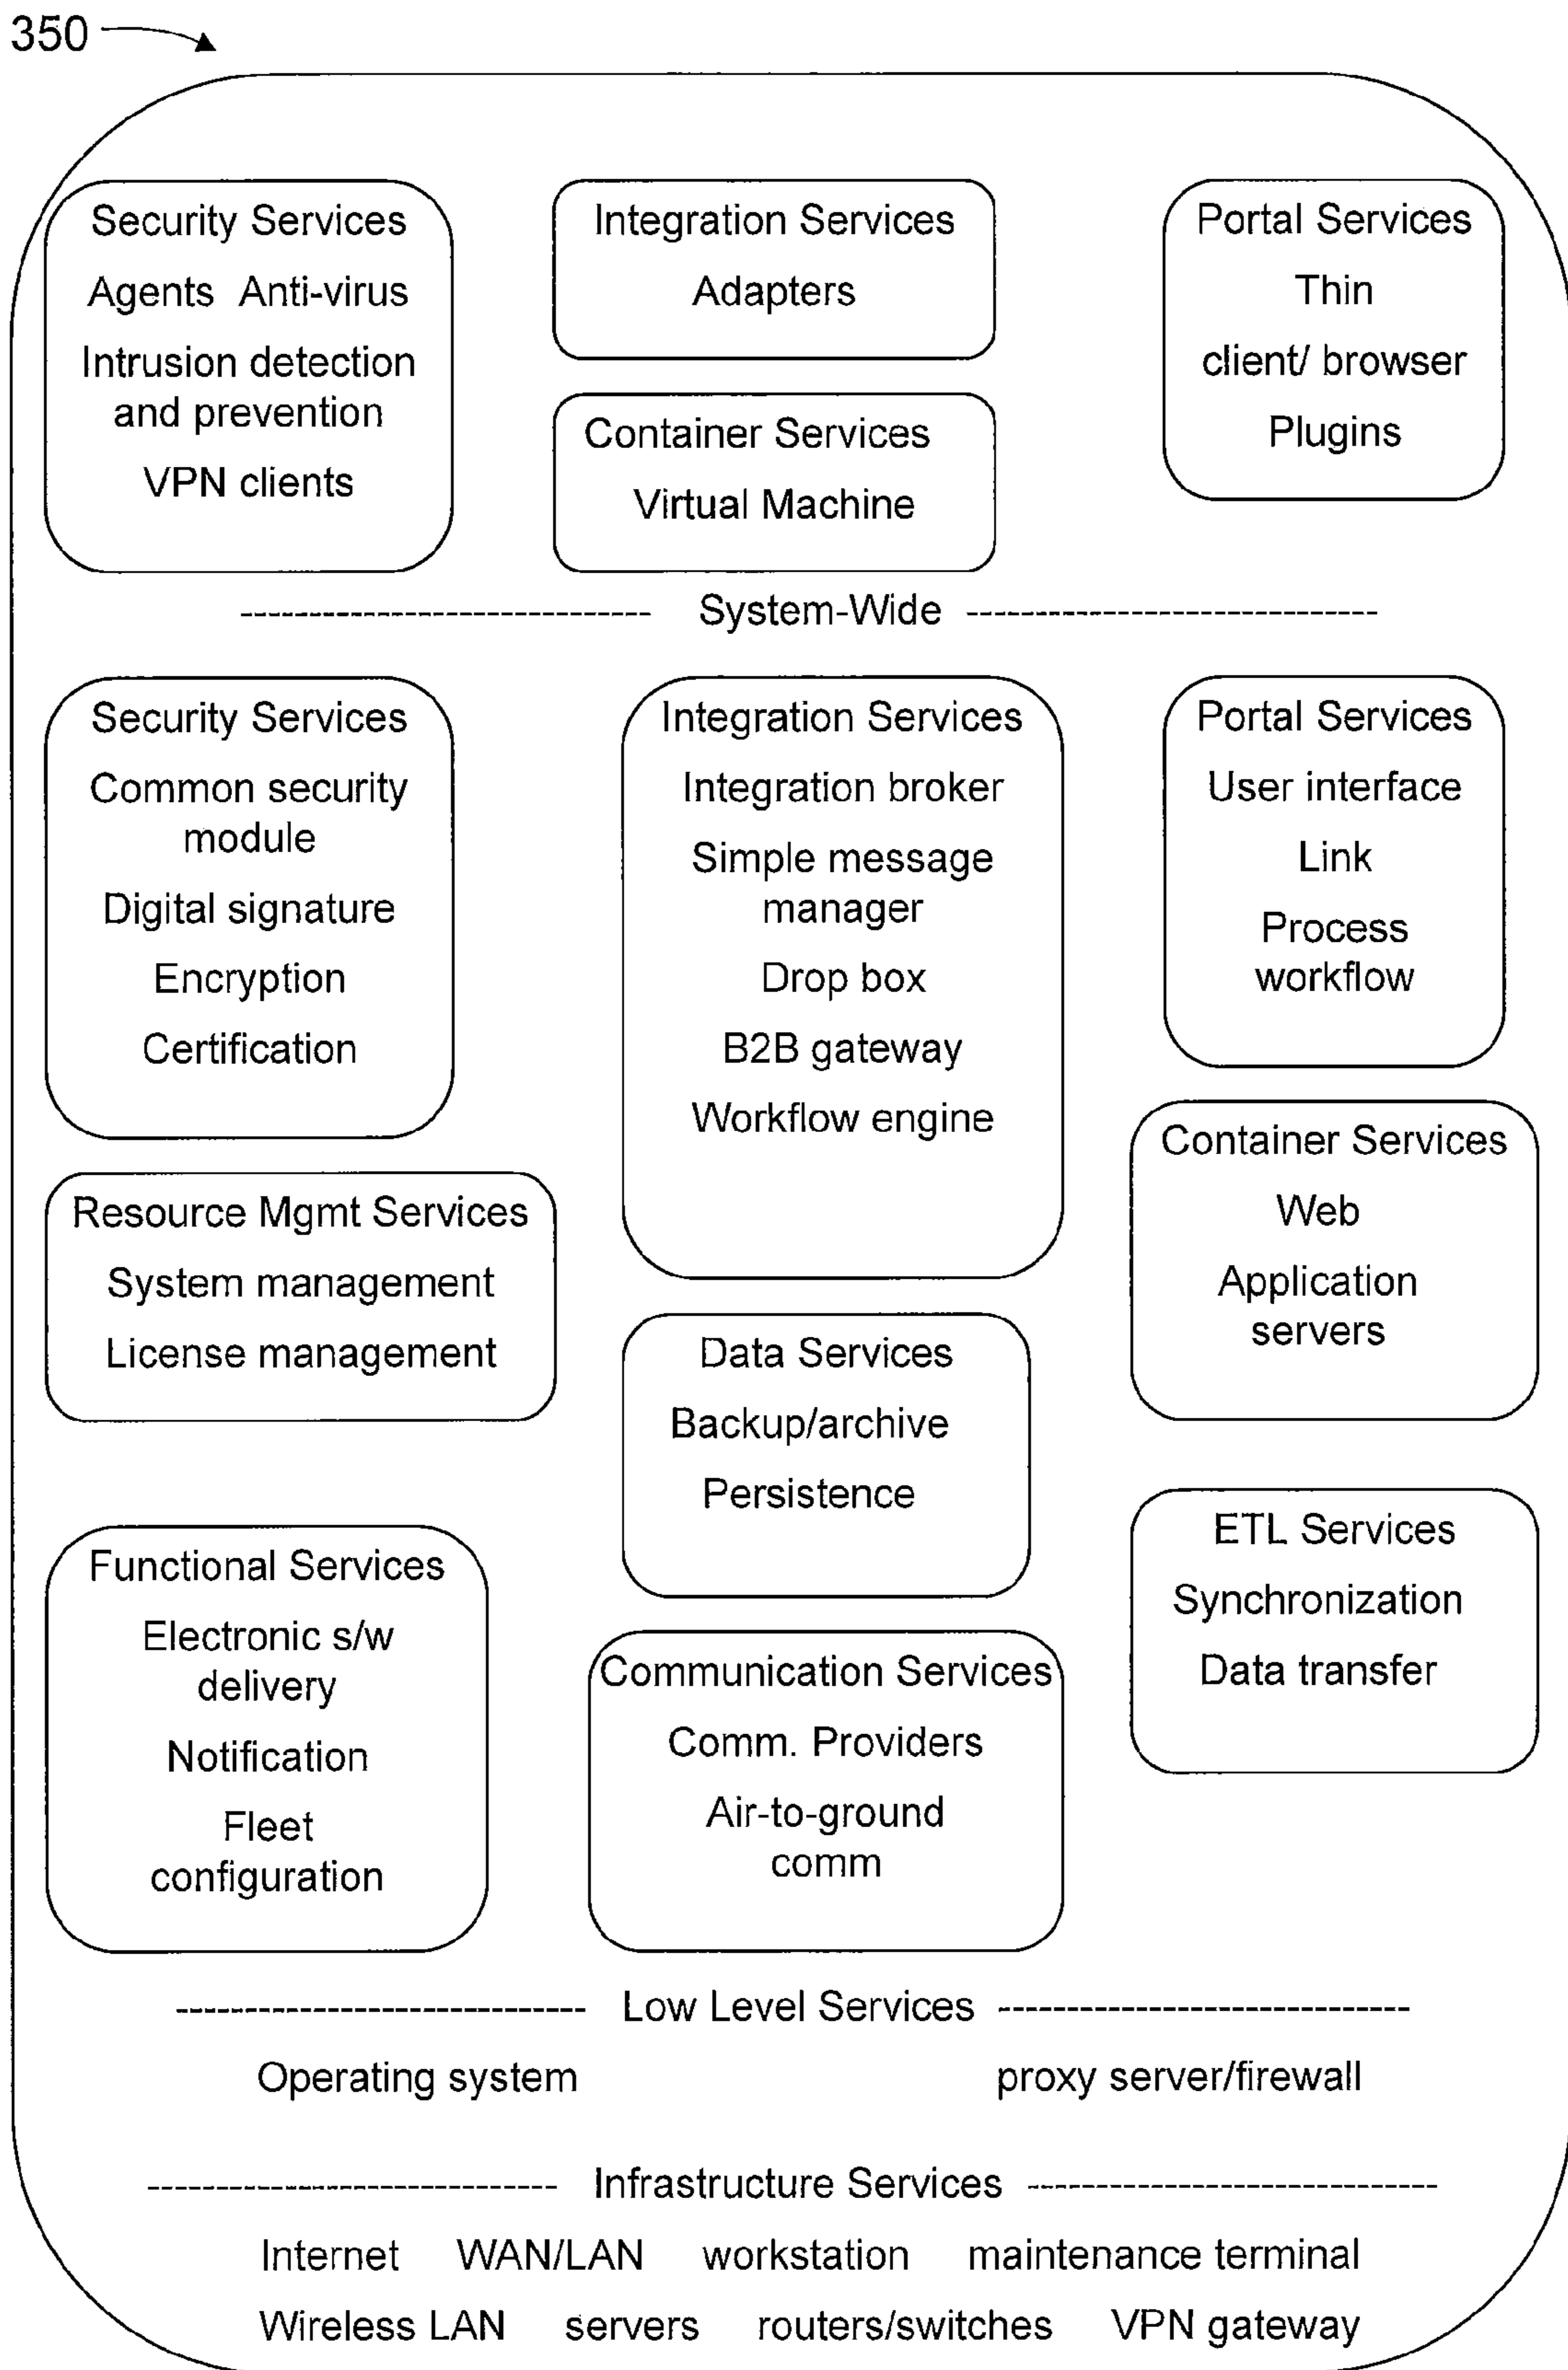 350
Security Services
Agents Anti-virus
Intrusion detection
and prevention
VPN clients
Integration Services
Adapters
Container Services
Virtual Machine
Portal Services
Thin
client/ browser
Plugins
System-Wide
Security Services
Common security
module
Digital signature
Encryption
Certification
Integration Services
Integration broker
Simple message
manager
Drop box
B2B gateway
Workflow engine
Portal Services
User interface
Link
Process
workflow
Resource Mgmt Services
System management
License management
Container Services
Web
Application
servers
Data Services
Backup/archive
Persistence
Functional Services
Electronic s/w
delivery
Notification
Fleet
configuration
Communication Services
Comm. Providers
Air-to-ground
comm
ETL Services
Synchronization
Data transfer
Low Level Services
Operating system proxy server/firewall
Infrastructure Services
Internet WAN/LAN workstation maintenance terminal
Wireless LAN servers routers/switches VPN gateway